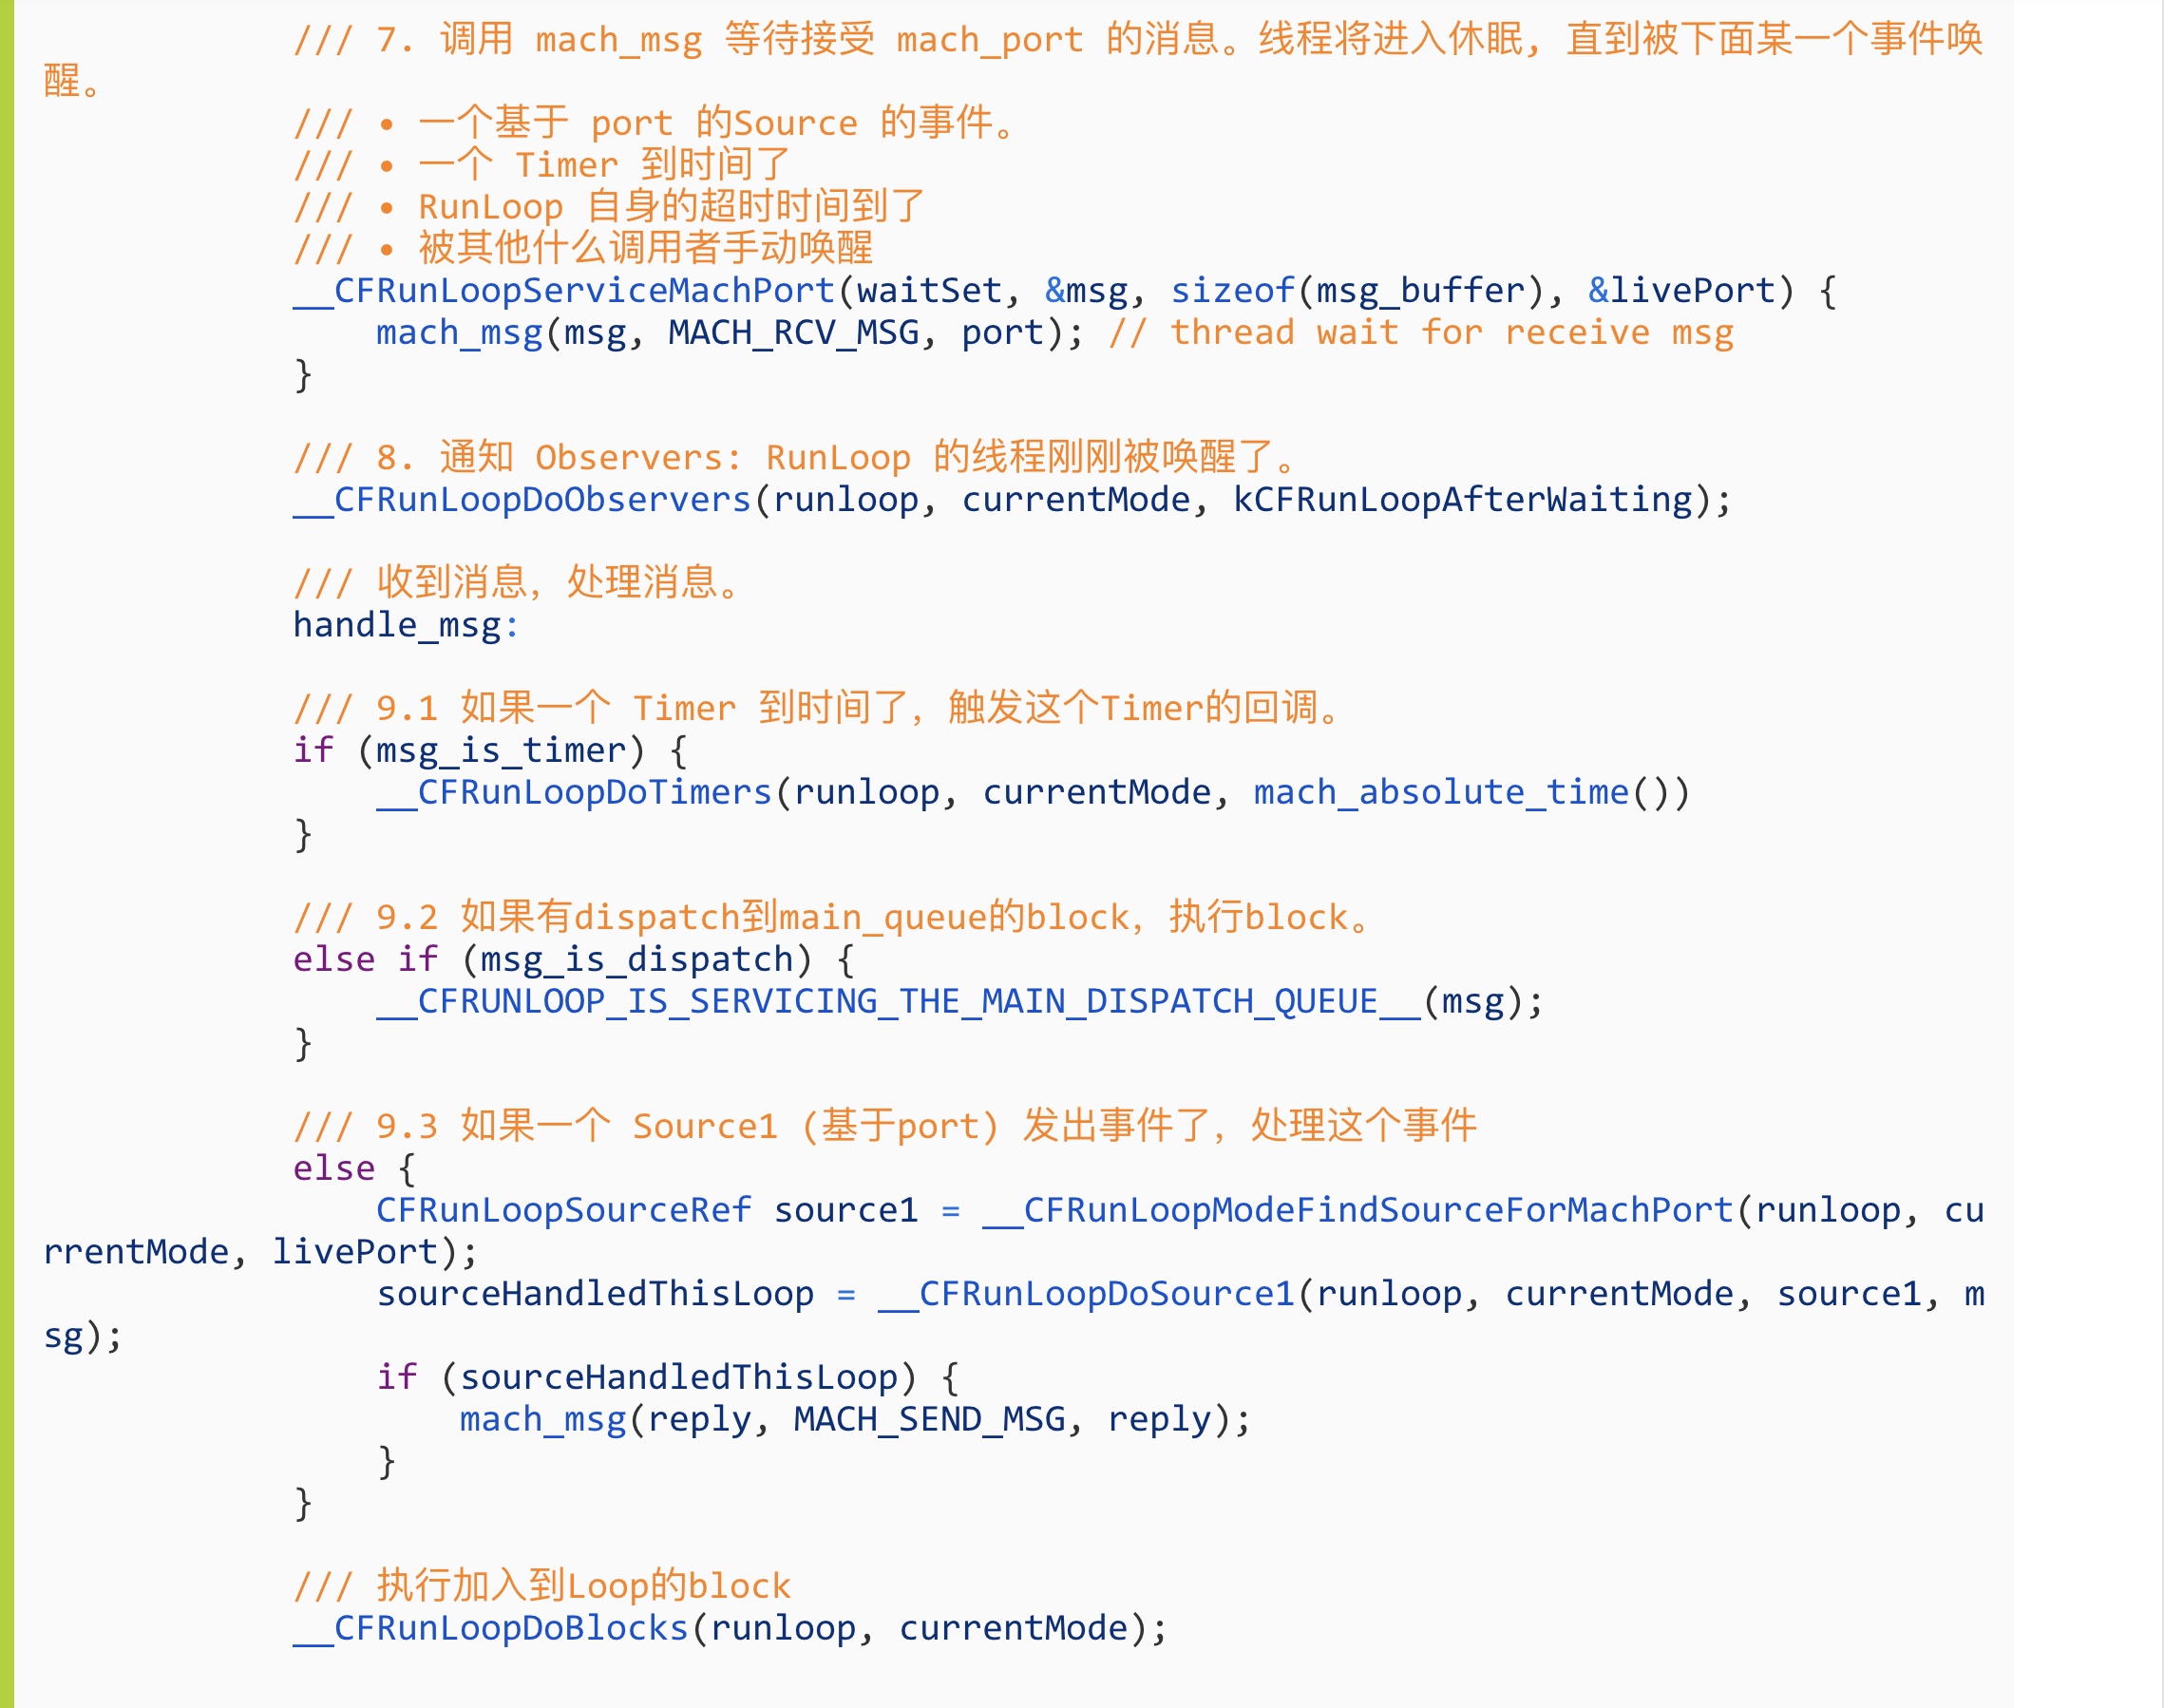 /// 7. 调用 mach_msg 等待接受 mach_port 的消息。线程将进入休眠, 直到被下面某一个事件唤
醒。
/// • 一个基于 port 的Source 的事件。
/// • 一个 Timer 到时间了
/// • RunLoop 自身的超时时间到了
/// • 被其他什么调用者手动唤醒
__CFRunLoopServiceMachPort(waitSet, &msg, sizeof(msg_buffer), &livePort) {
mach_msg(msg, MACH_RCV_MSG, port); // thread wait for receive msg
}
/// 8. 通知 Observers: RunLoop 的线程刚刚被唤醒了。
__CFRunLoopDoObservers(runloop, currentMode, kCFRunLoopAfterWaiting);
/// 收到消息，处理消息。
handle_msg:
/// 9.1 如果一个 Timer 到时间了，触发这个Timer的回调。
if (msg_is_timer) {
__CFRunLoopDoTimers(runloop, currentMode, mach_absolute_time())
}
/// 9.2 如果有dispatch到main_queue的block，执行block。
else if (msg_is_dispatch) {
__CFRUNLOOP_IS_SERVICING_THE_MAIN_DISPATCH_QUEUE__(msg);
}
/// 9.3 如果一个 Source1 (基于port) 发出事件了，处理这个事件
else {
CFRunLoopSourceRef source1 = __CFRunLoopModeFindSourceForMachPort(runloop, cu
rrentMode, livePort);
sourceHandledThisLoop = __CFRunLoopDoSource1(runloop, currentMode, source1, m
sg);
if (sourceHandledThisLoop) {
mach_msg(reply, MACH_SEND_MSG, reply);
}
}
/// 执行加入到Loop的block
__CFRunLoopDoBlocks(runloop, currentMode);